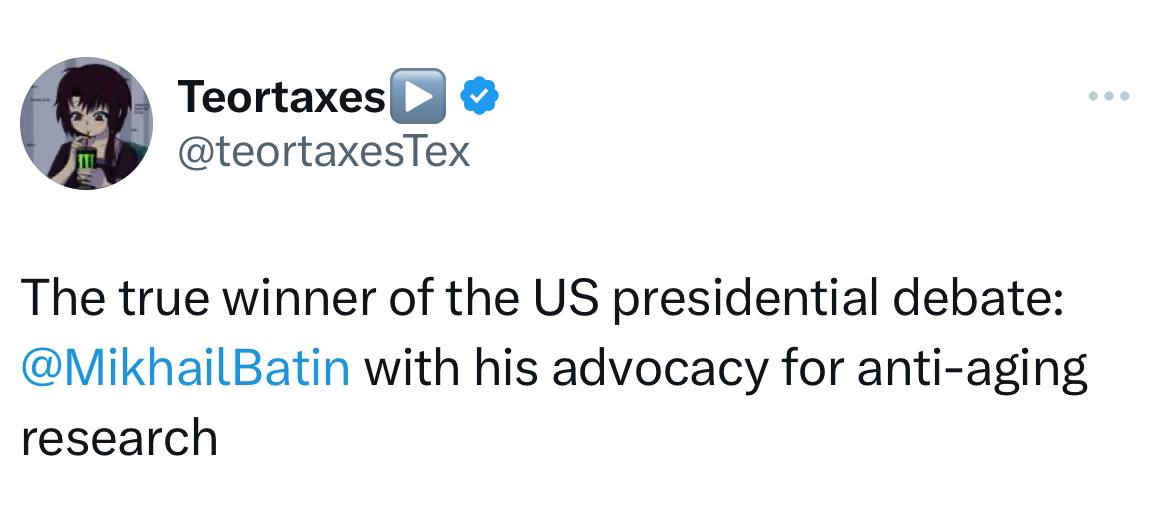 Teortaxes▶️
@teortaxesTex
The true winner of the US presidential debate:
@MikhailBatin with his advocacy for anti-aging
research